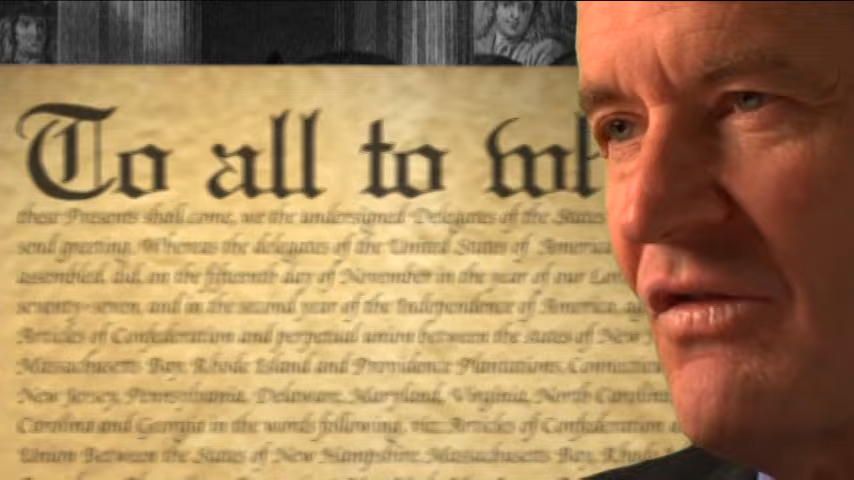 To all to wh
these Presents shall come, we the undersigned Delegates of the States
send greeting. Whereas the delegates of the United States of America
assembled, did, on the fifteenth day of November in the year of our Lor
seventy-seven, and in the second year of the Independence of America, ag
Articles of Confederation and perpetual union between the states of New
Massachusetts Bay, Rhode Island and Providence Plantations, Connecticut
New Jersey, Pennsylvania, Delaware, Maryland, Virginia, North Carolina
Carolina and Georgia in the words following, viz: Articles of Confederation a
Union Between the States of New Hampshire, Massachusetts Bay, Rhode